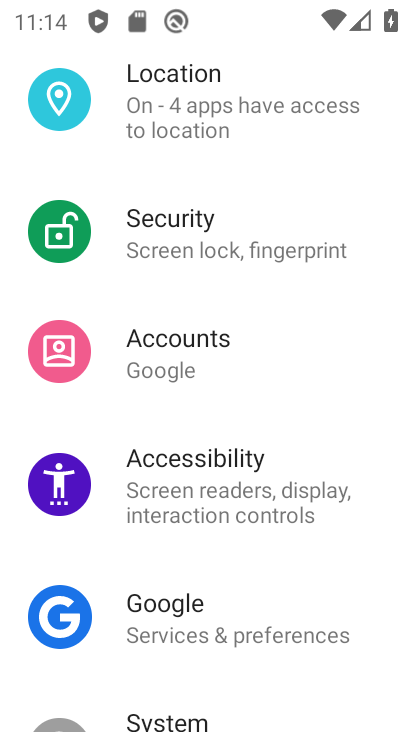 11:14
Location
On - 4 apps have access
to location
Security
Screen lock, fingerprint
Accounts
Google
Accessibility
Screen readers, display,
interaction controls
Google
Services & preferences
System